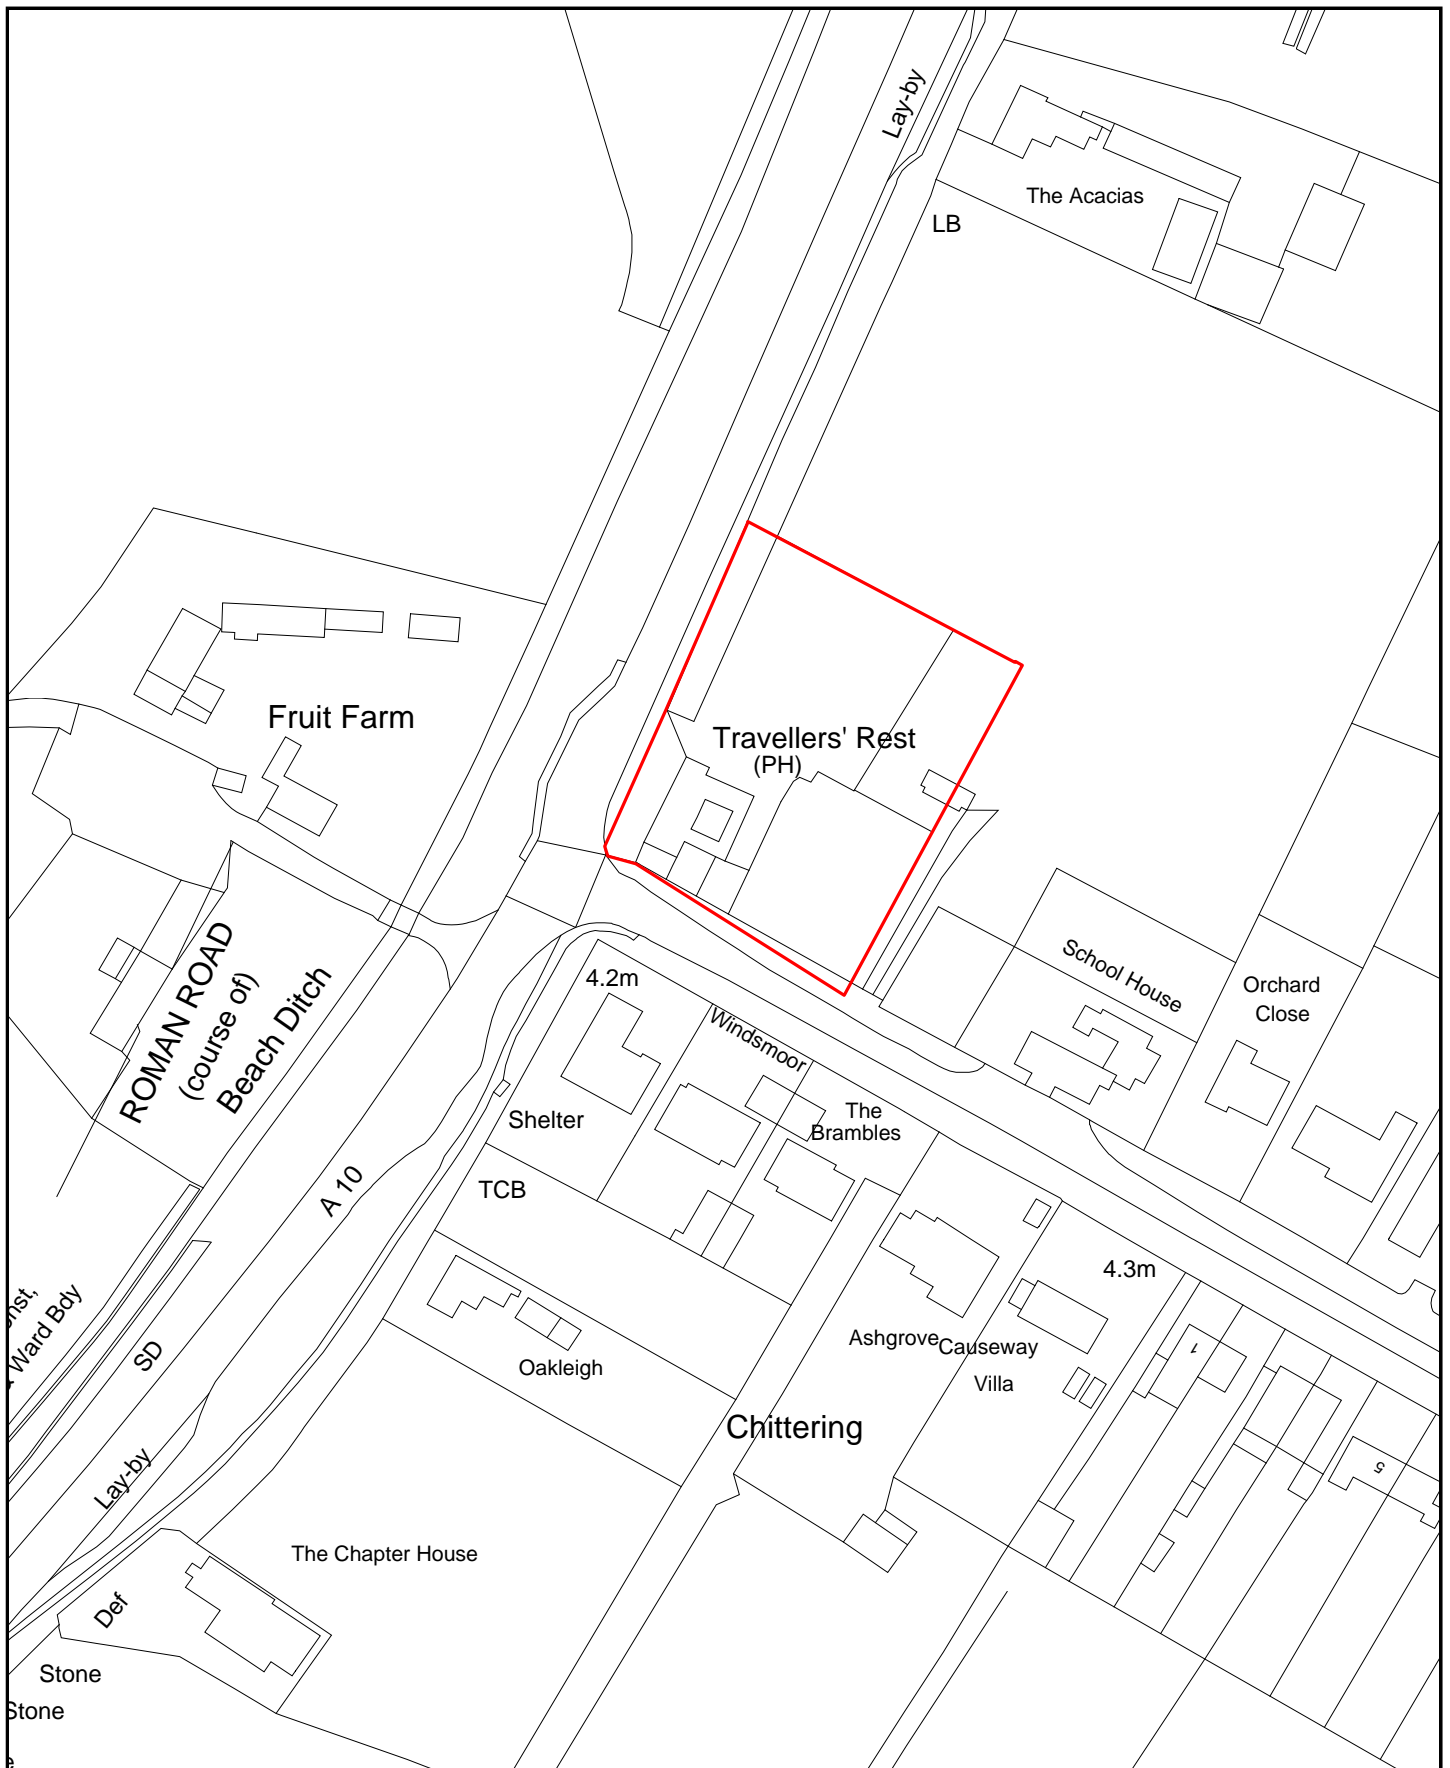 Lay-by
The Acacias
LB
Fruit Farm
Travellers' Rest
(PH)
ROMAN ROAD
(course of)
Beach Ditch
4.2m
School House
Orchard
Close
Windsmoor
Shelter
The
Brambles
TCB
A 10
4.3m
Ward Bdy
SD
Oakleigh
Ashgrove
Causeway
Villa
1
Chittering
5
Lay-by
The Chapter House
Def
Stone
Stone